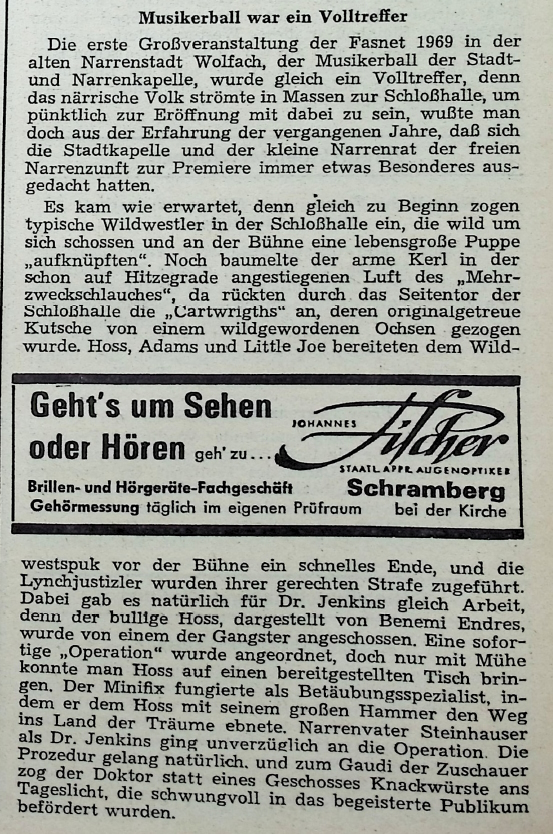 Musikerball war ein Volltreffer
Die erste Großveranstaltung der Fasnet 1969 in der
alten Narrenstadt Wolfach, der Musikerball der Stadt-
und Narrenkapelle, wurde gleich ein Volltreffer, denn
das närrische Volk strömte in Massen zur Schloßhalle, um
pünktlich zur Eröffnung mit dabei zu sein, wußte man
doch aus der Erfahrung der vergangenen Jahre, daß sich
die Stadtkapelle und der kleine Narrenrat der freien
Narrenzunft zur Premiere immer etwas Besonderes aus-
gedacht hatten.
Es kam wie erwartet, denn gleich zu Beginn zogen
typische Wildwestler in der Schloßhalle ein, die wild um
sich schossen und an der Bühne eine lebensgroße Puppe
„aufknüpften“. Noch baumelte der arme Kerl in der
schon auf Hitzegrade angestiegenen Luft des „Mehr-
zweckschlauches“, da rückten durch das Seitentor der
Schloßhalle die „Cartwrigths“ an, deren originalgetreue
Kutsche von einem wildgewordenen Ochsen gezogen
wurde. Hoss, Adams und Little Joe bereiteten dem Wild-
Geht's um Sehen
oder Hören geh' zu...
JOHANNES
Filcher
STAATL. APPR. AUGENOPTIKER
Brillen- und Hörgeräte-Fachgeschäft Schramberg
Gehörmessung täglich im eigenen Prüfraum bei der Kirche
westspuk vor der Bühne ein schnelles Ende, und die
Lynchjustizler wurden ihrer gerechten Strafe zugeführt.
Dabei gab es natürlich für Dr. Jenkins gleich Arbeit,
denn der bullige Hoss, dargestellt von Benemi Endres,
wurde von einem der Gangster angeschossen. Eine sofor-
tige „Operation“ wurde angeordnet, doch nur mit Mühe
konnte man Hoss auf einen bereitgestellten Tisch brin-
gen. Der Minifix fungierte als Betäubungsspezialist, in-
dem er dem Hoss mit seinem großen Hammer den Weg
ins Land der Träume ebnete. Narrenvater Steinhauser
als Dr. Jenkins ging unverzüglich an die Operation. Die
Prozedur gelang natürlich, und zum Gaudi der Zuschauer
zog der Doktor statt eines Geschosses Knackwürste ans
Tageslicht, die schwungvoll in das begeisterte Publikum
befördert wurden.